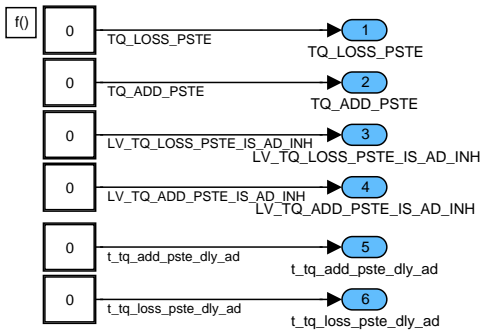 f()
0
TQ_LOSS_PSTE
1
TQ_LOSS_PSTE
0
TQ_ADD_PSTE
2
TQ_ADD_PSTE
0
LV_TQ_LOSS_PSTE_IS_AD_INH
3
LV_TQ_LOSS_PSTE_IS_AD_INH
0
LV_TQ_ADD_PSTE_IS_AD_INH
4
LV_TQ_ADD_PSTE_IS_AD_INH
0
t_tq_add_pste_dly_ad
5
t_tq_add_pste_dly_ad
0
t_tq_loss_pste_dly_ad
6
t_tq_loss_pste_dly_ad